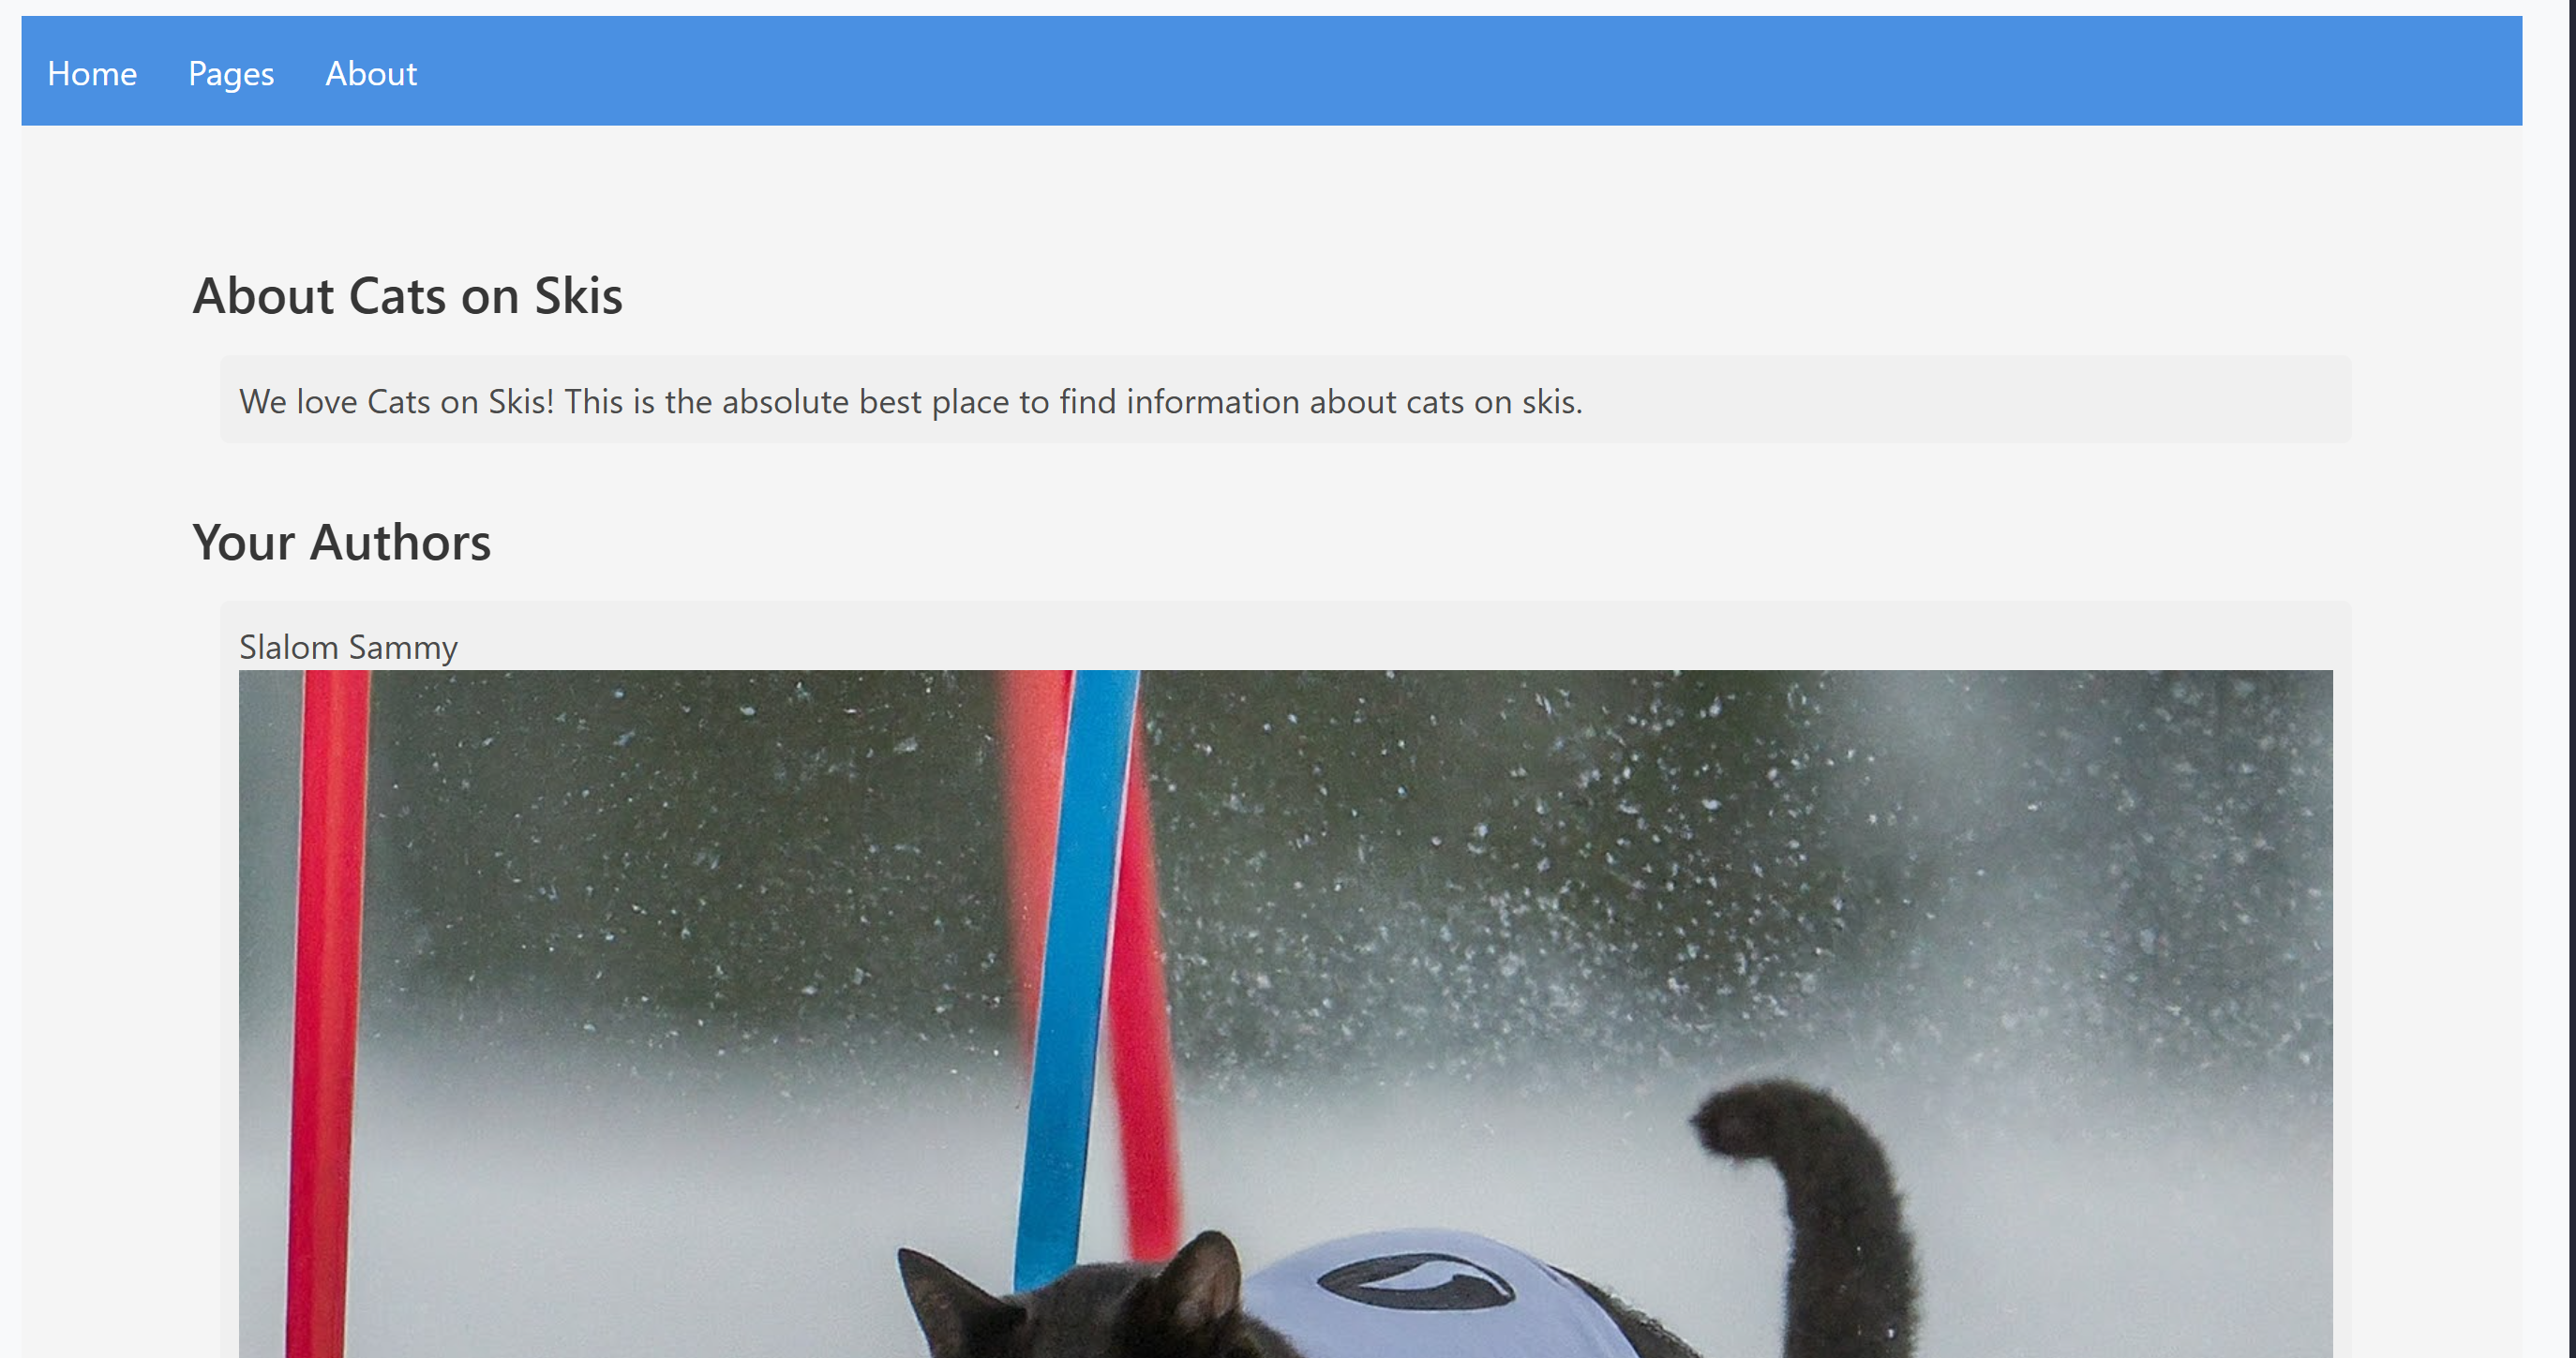 Home Pages About
About Cats on Skis
We love Cats on Skis! This is the absolute best place to find information about cats on skis.
Your Authors
Slalom Sammy